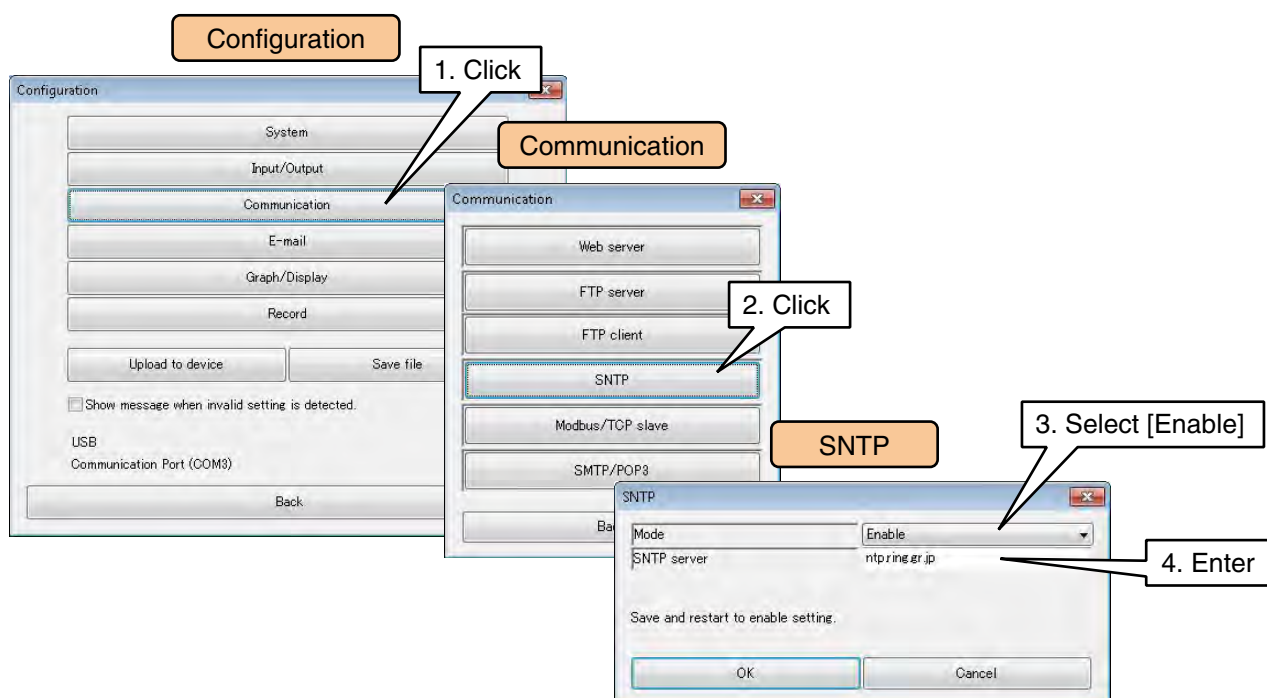 Configuration
1. Click
Configuration
System
Input/Output
Communication
E-mail
Graph/Display
Record
Upload to device
Save file
Show message when invalid setting is detected.
USB
Communication Port (COM3)
Back
Communication
Communication
Web server
FTP server
FTP client
2. Click
SNTP
Modbus/TCP slave
SMTP/POP3
SNTP
3. Select [Enable]
SNTP
Mode
Enable
SNTP server
ntp.ring.gr.jp
4. Enter
Save and restart to enable setting.
OK
Cancel